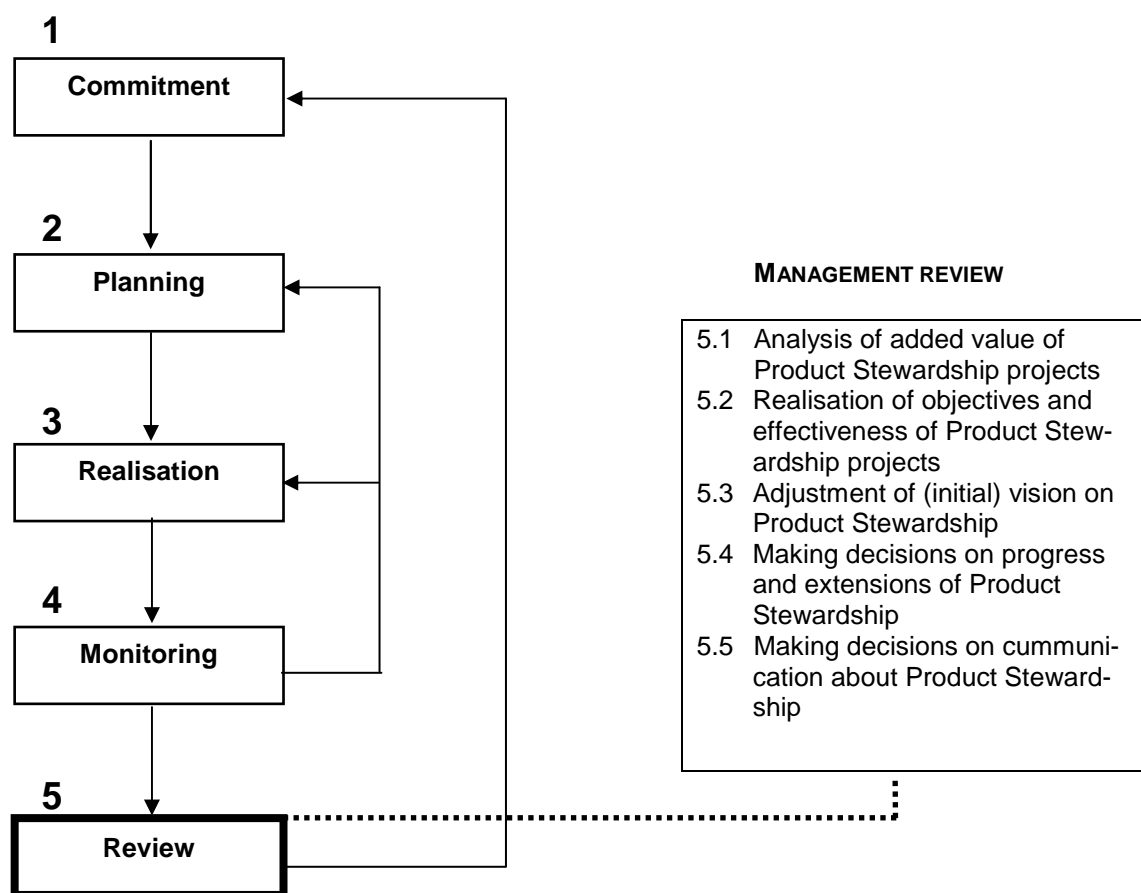 1
Commitment
2
Planning
3
Realisation
4
Monitoring
5
Review
MANAGEMENT REVIEW
5.1 Analysis of added value of
Product Stewardship projects
5.2 Realisation of objectives and
effectiveness of Product Stew-
ardship projects
5.3 Adjustment of (initial) vision on
Product Stewardship
5.4 Making decisions on progress
and extensions of Product
Stewardship
5.5 Making decisions on cummuni-
cation about Product Steward-
ship